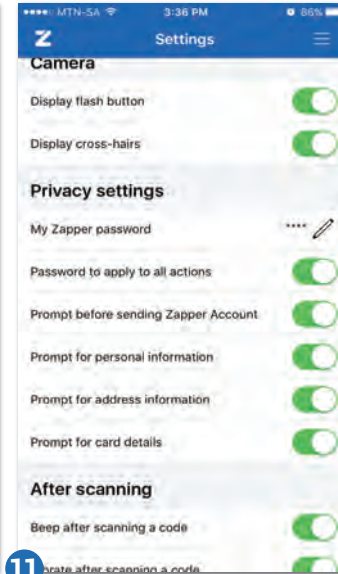 MTN-SA 3:36 PM 86%
Z Settings
Camera
Display flash button
Display cross-hairs
Privacy settings
My Zapper password ····
Password to apply to all actions
Prompt before sending Zapper Account
Prompt for personal information
Prompt for address information
Prompt for card details
After scanning
Beep after scanning a code
11 brate after scanning a code